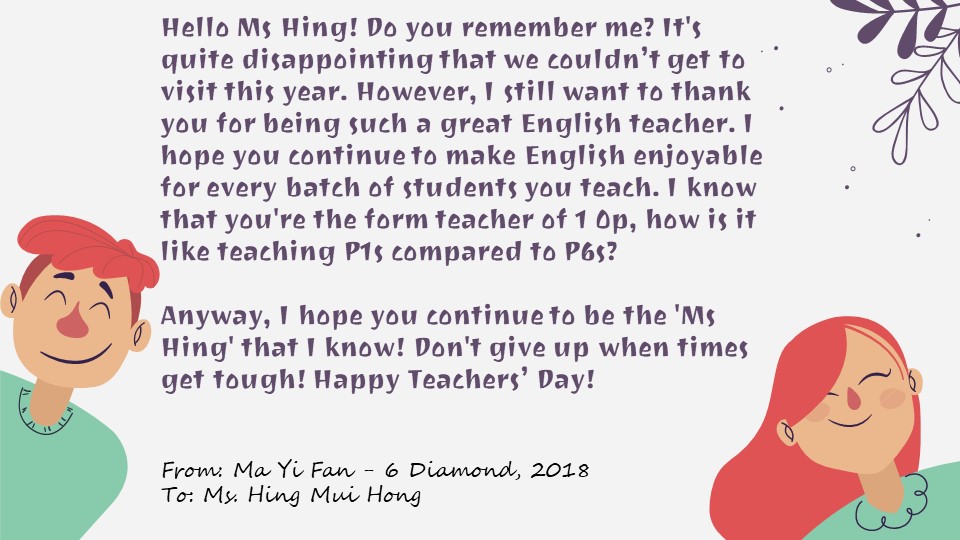 Hello Ms Hing! Do you remember me? It's
quite disappointing that we couldn’t get to
visit this year. However, I still want to thank
you for being such a great English teacher. I
hope you continue to make English enjoyable
for every batch of students you teach. I know
that you're the form teacher of 1 Op, how is it
like teaching P1s compared to P6s?
Anyway, I hope you continue to be the 'Ms
Hing' that I know! Don't give up when times
get tough! Happy Teachers’ Day!
From: Ma Yi Fan - 6 Diamond, 2018
To: Ms. Hing Mui Hong